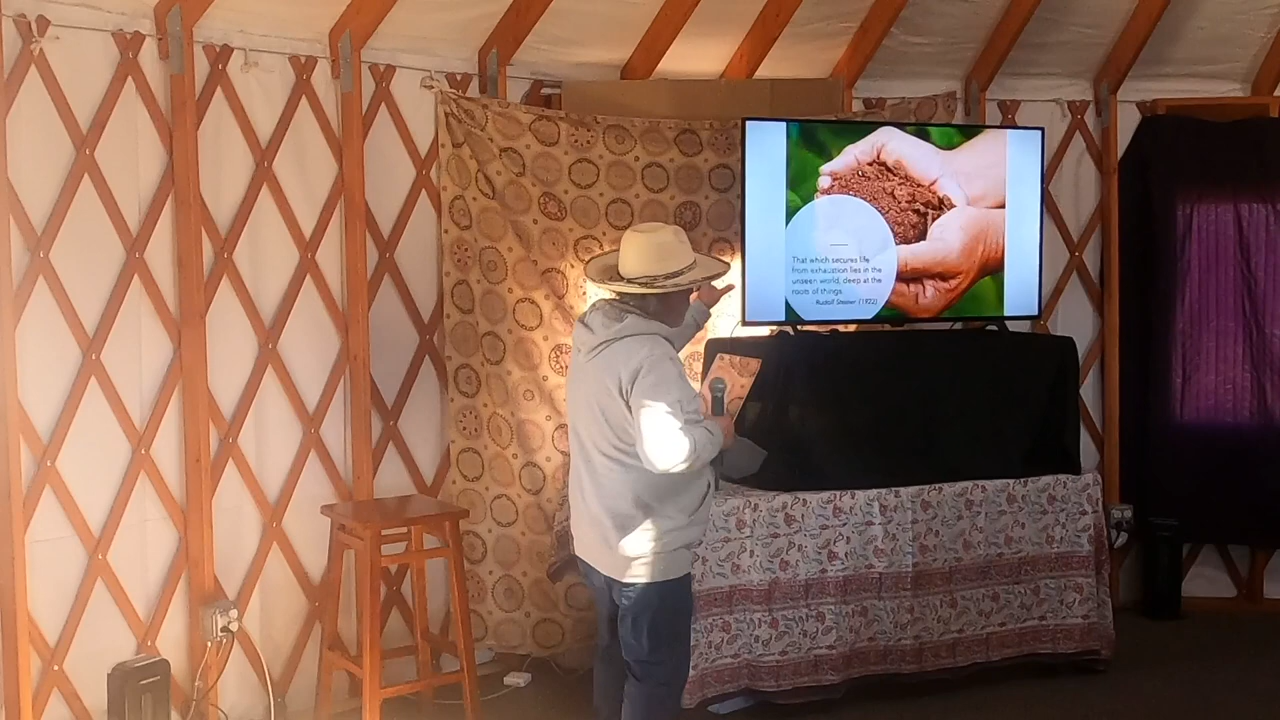 That which secures life
from exhaustion lies in the
unseen world, deep at the
roots of things.
- Rudolf Steiner (1922)